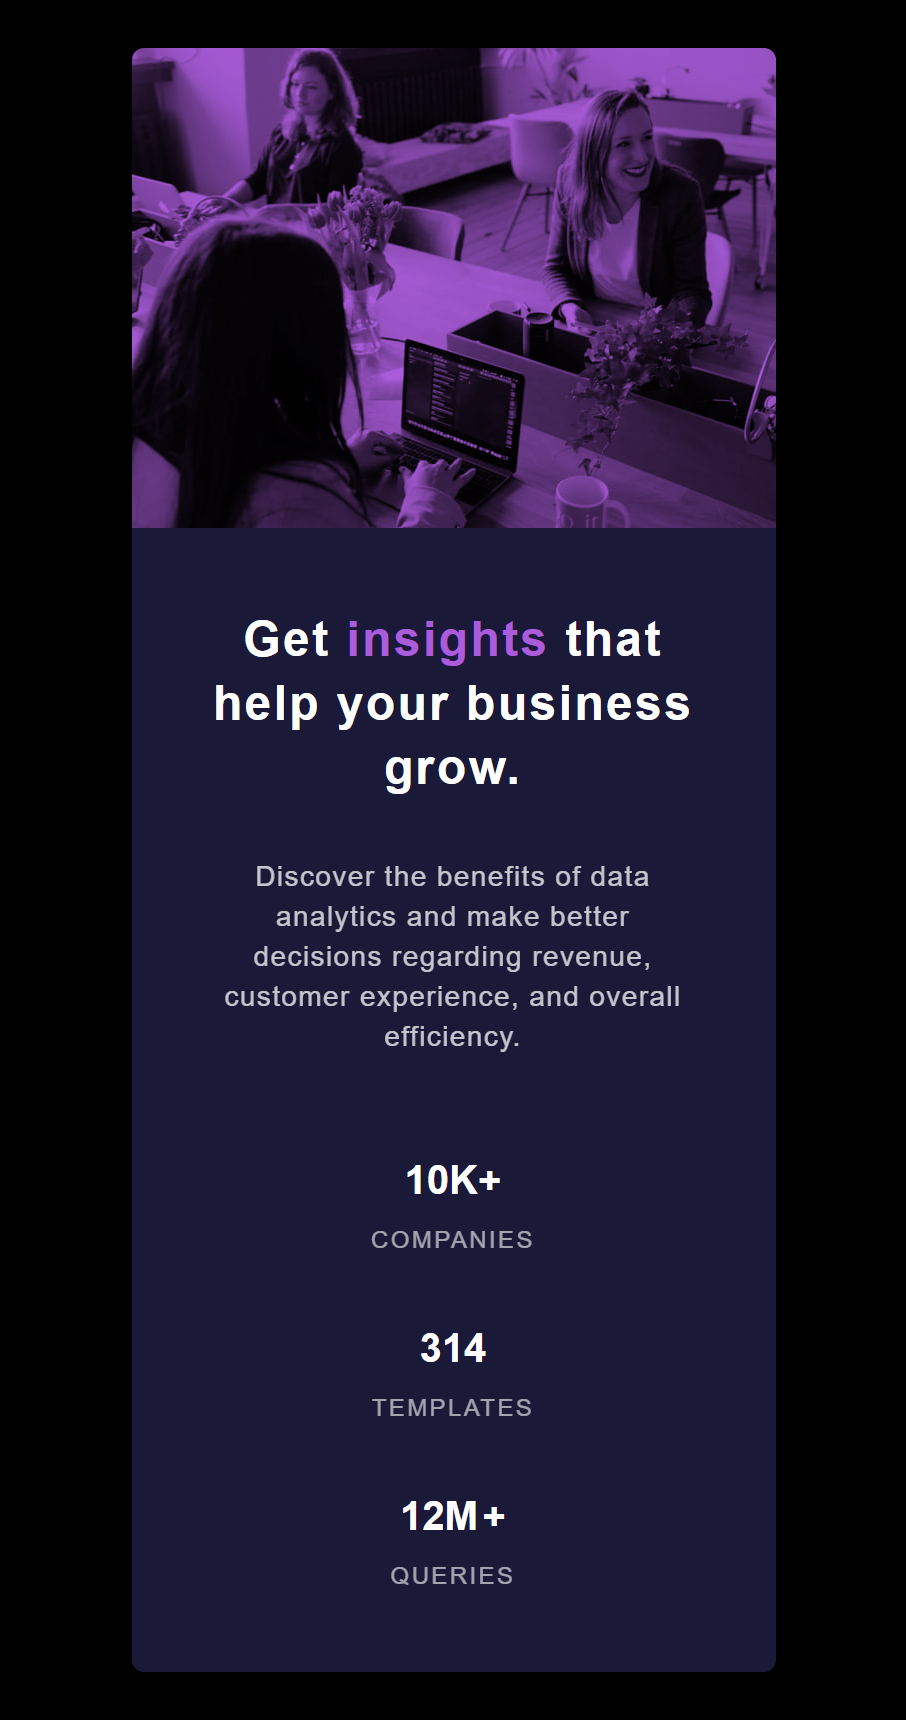 Get insights that
help your business
grow.
Discover the benefits of data
analytics and make better
decisions regarding revenue,
customer experience, and overall
efficiency.
10K+
COMPANIES
314
TEMPLATES
12M+
QUERIES